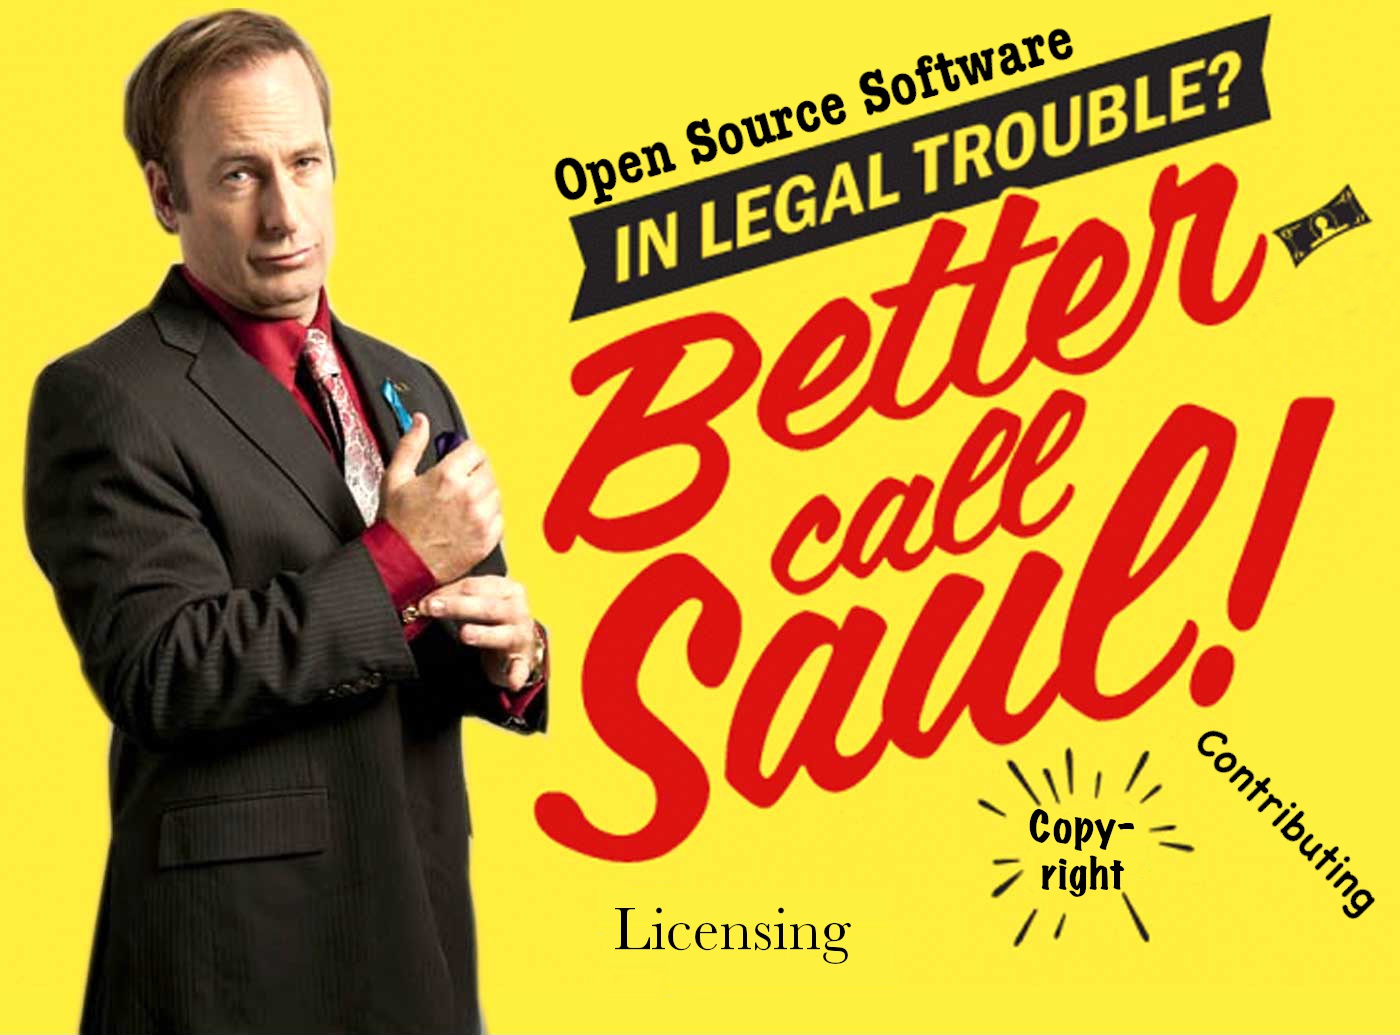 Open Source Software
IN LEGAL TROUBLE?
Better
call
Saul!
Contributing
Copy-
right
Licensing